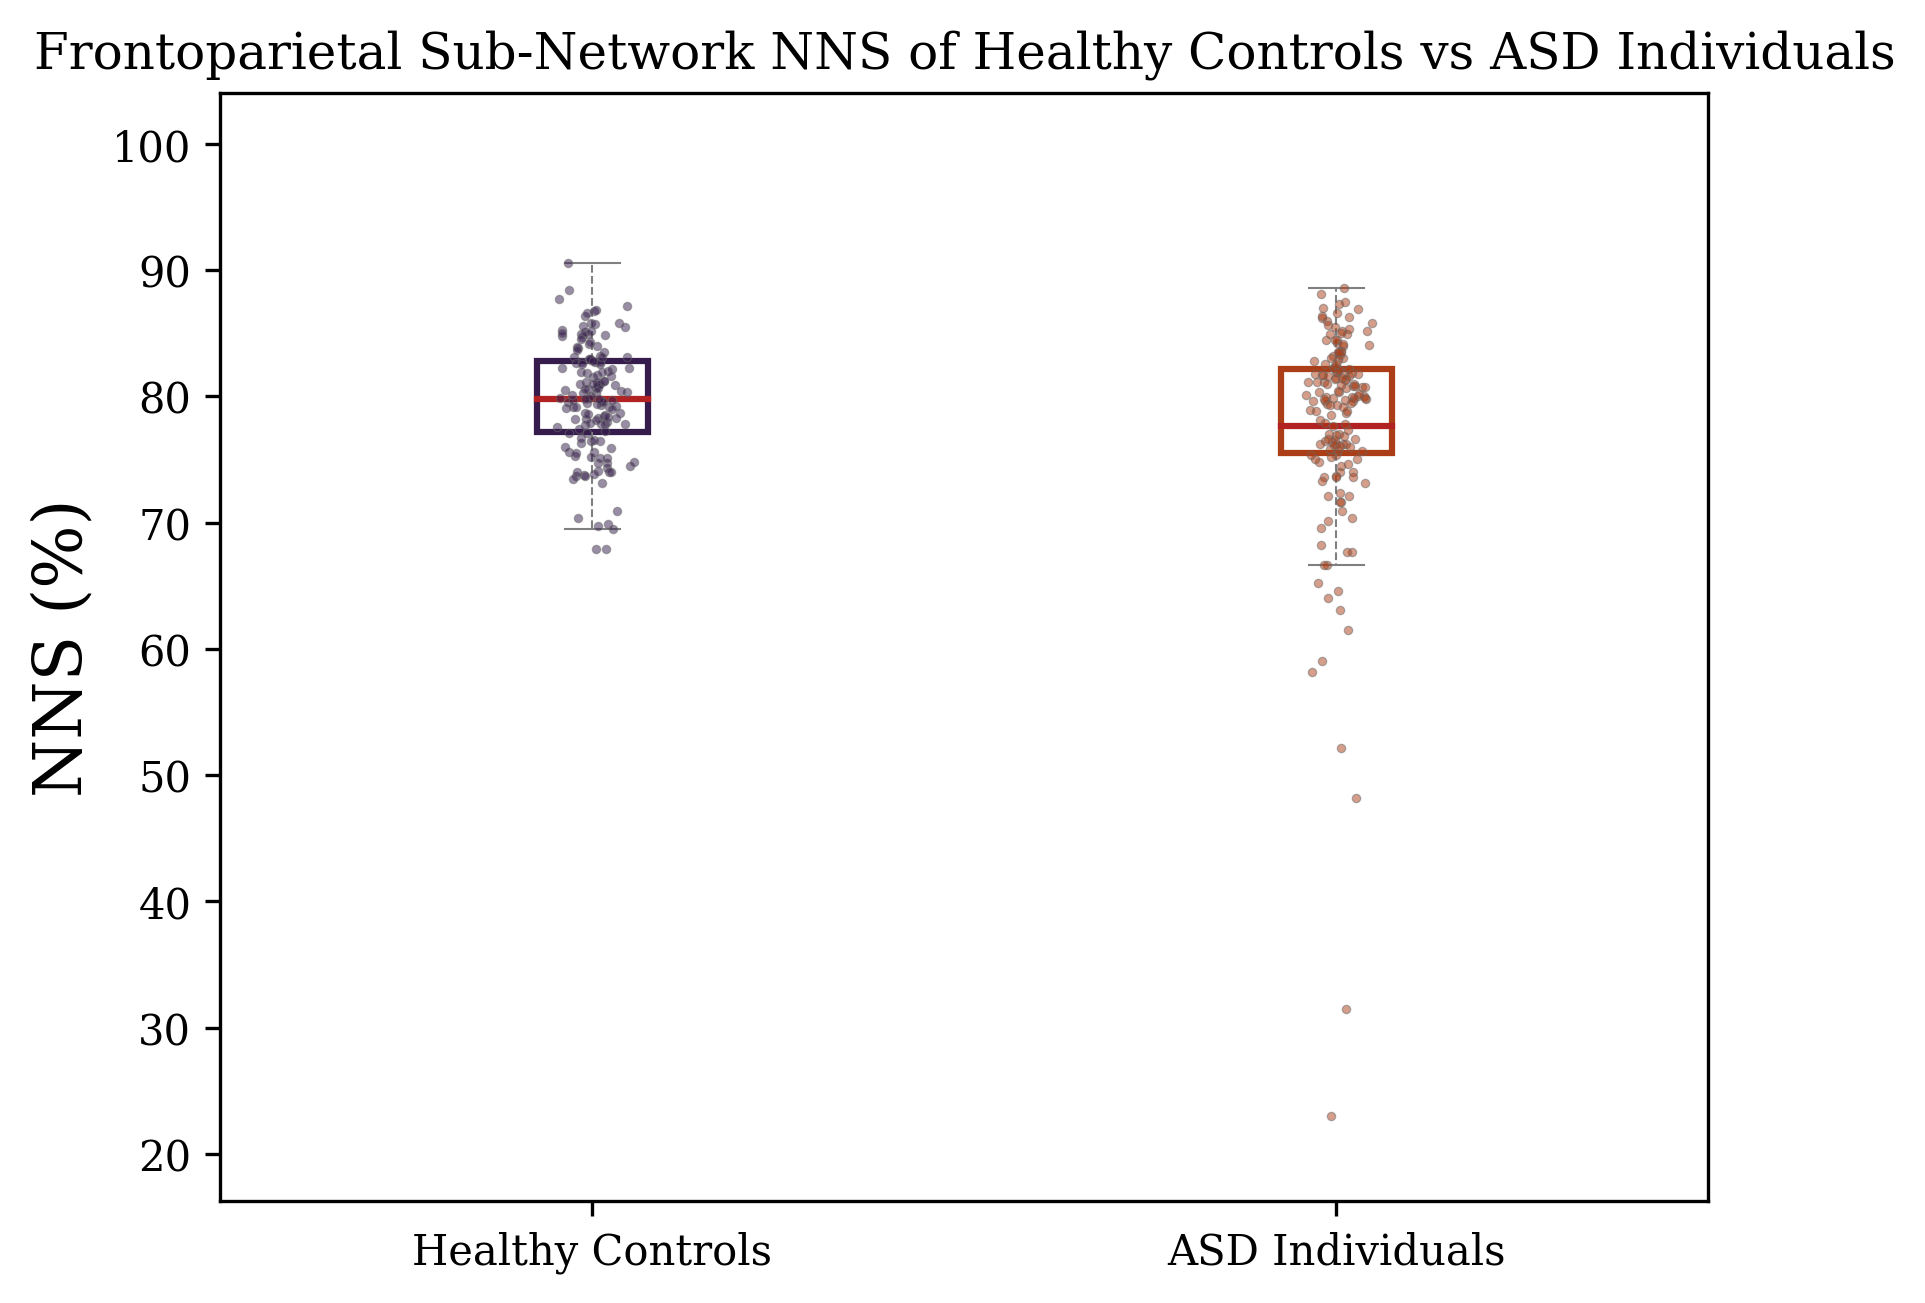 Frontoparietal Sub-Network NNS of Healthy Controls vs ASD Individuals
NNS (%)
100
90
80
70
60
50
40
30
20
Healthy Controls
ASD Individuals